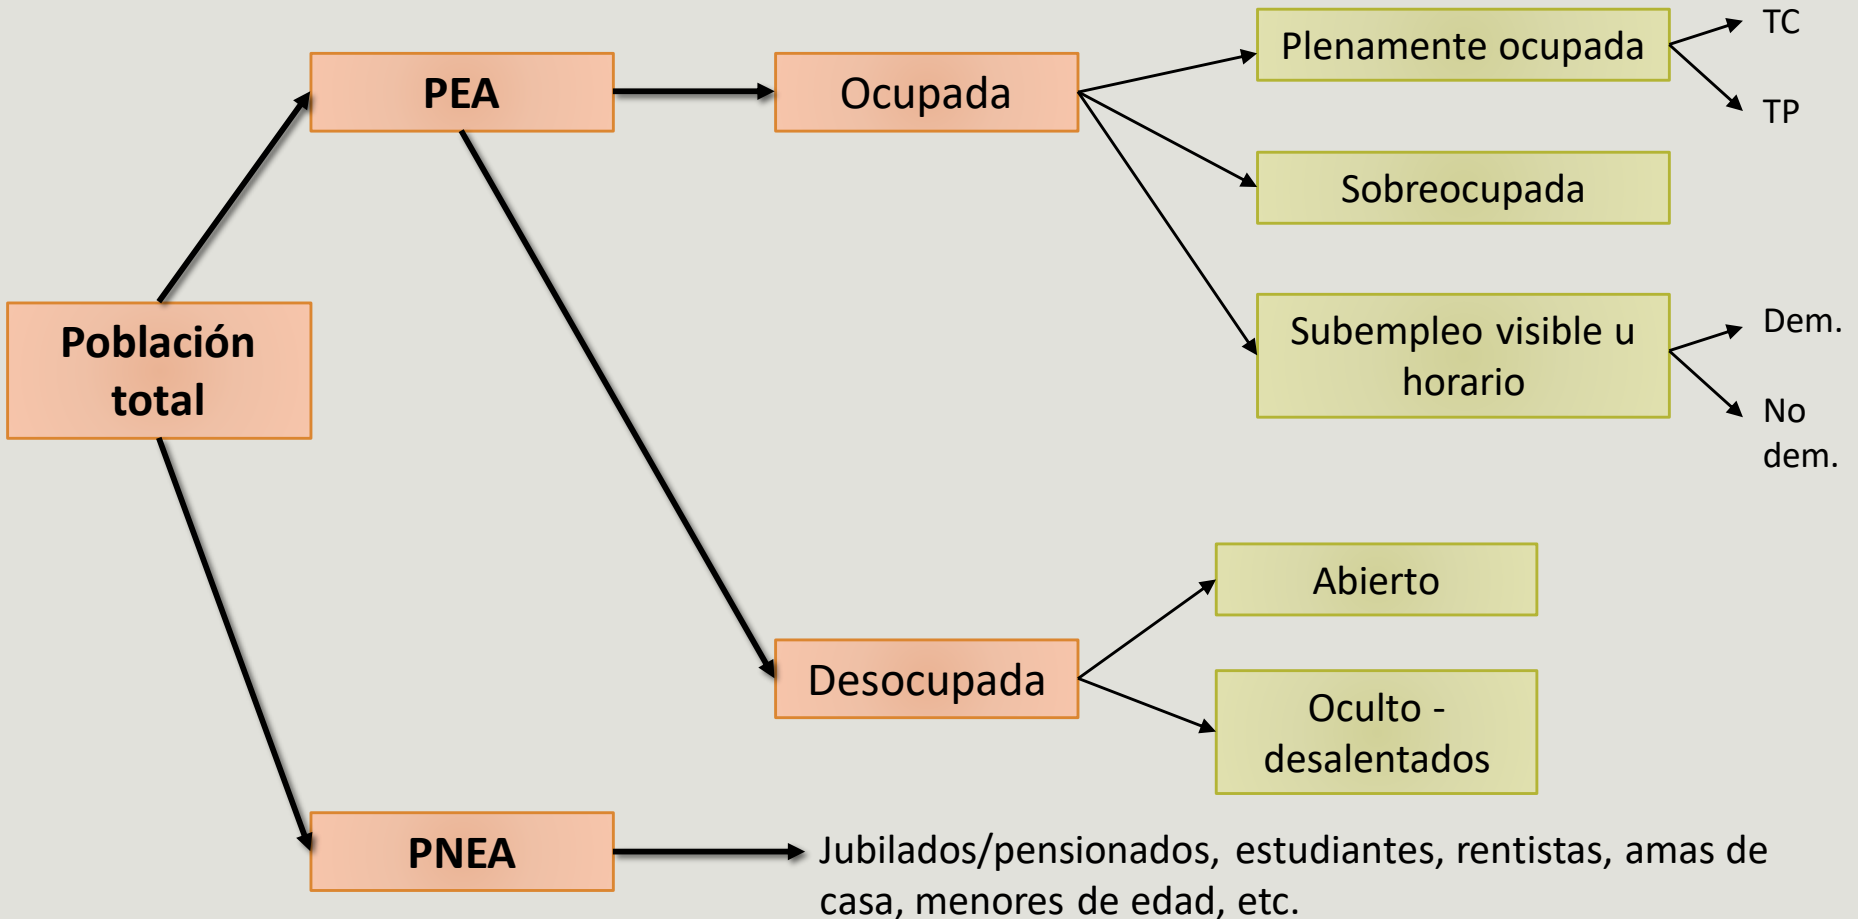 TC
Plenamente ocupada
PEA
Ocupada
TP
Sobreocupada
Población
total
Subempleo visible u
horario
Dem.
No
dem.
Abierto
Desocupada
Oculto -
desalentados
PNEA
Jubilados/pensionados, estudiantes, rentistas, amas de
casa, menores de edad, etc.